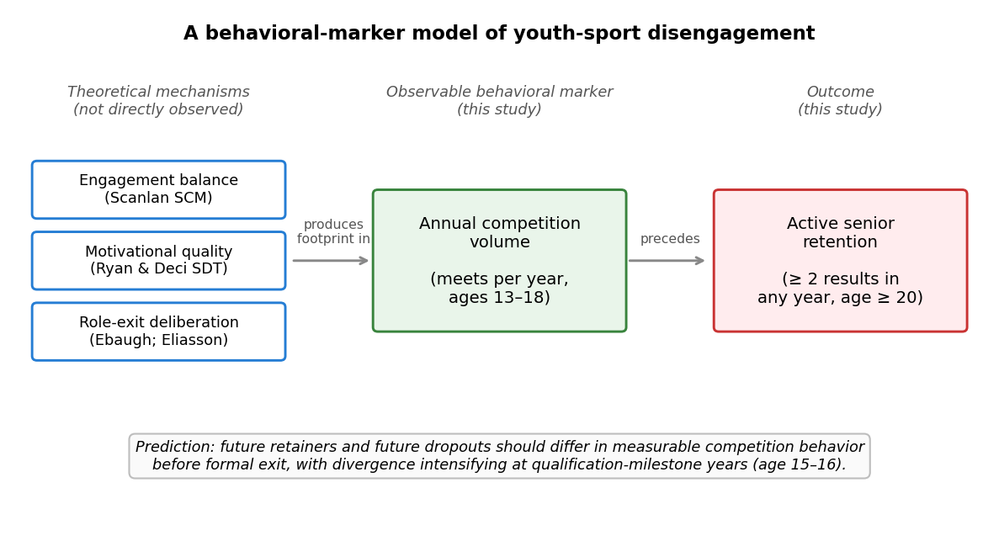 A behavioral-marker model of youth-sport disengagement
Theoretical mechanisms
(not directly observed)
Observable behavioral marker
(this study)
Outcome
(this study)
Engagement balance
(Scanlan SCM)
Motivational quality
(Ryan & Deci SDT)
Role-exit deliberation
(Ebaugh; Eliasson)
produces
footprint in
Annual competition
volume
(meets per year,
ages 13–18)
precedes
Active senior
retention
(≥ 2 results in
any year, age ≥ 20)
Prediction: future retainers and future dropouts should differ in measurable competition behavior
before formal exit, with divergence intensifying at qualification-milestone years (age 15–16).